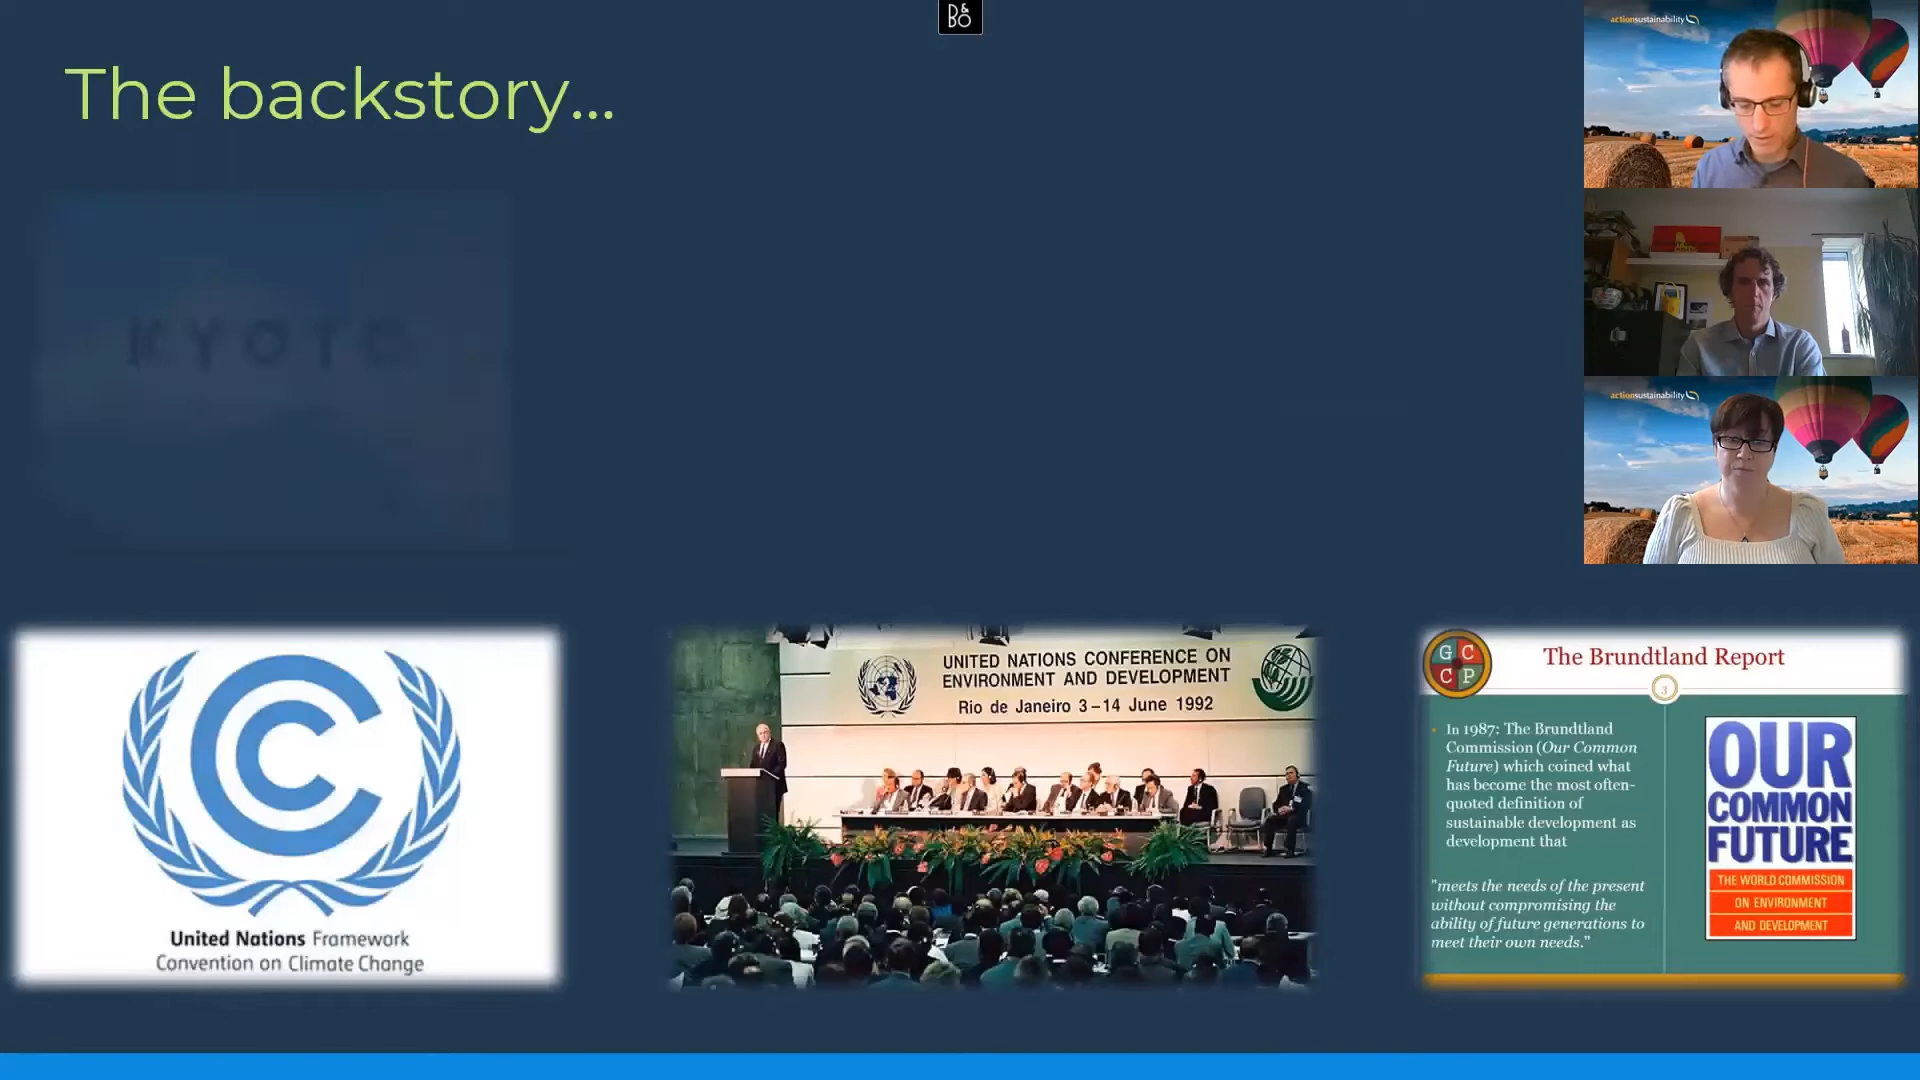 B&O
The backstory...
actionsustainability
KYOTO
actionsustainability
United Nations Framework
Convention on Climate Change
UNITED NATIONS CONFERENCE ON
ENVIRONMENT AND DEVELOPMENT
Rio de Janeiro 3–14 June 1992
G C
C P
The Brundtland Report
3
• In 1987: The Brundtland
Commission (Our Common
Future) which coined what
has become the most often-
quoted definition of
sustainable development as
development that
"meets the needs of the present
without compromising the
ability of future generations to
meet their own needs."
OUR
COMMON
FUTURE
THE WORLD COMMISSION
ON ENVIRONMENT
AND DEVELOPMENT